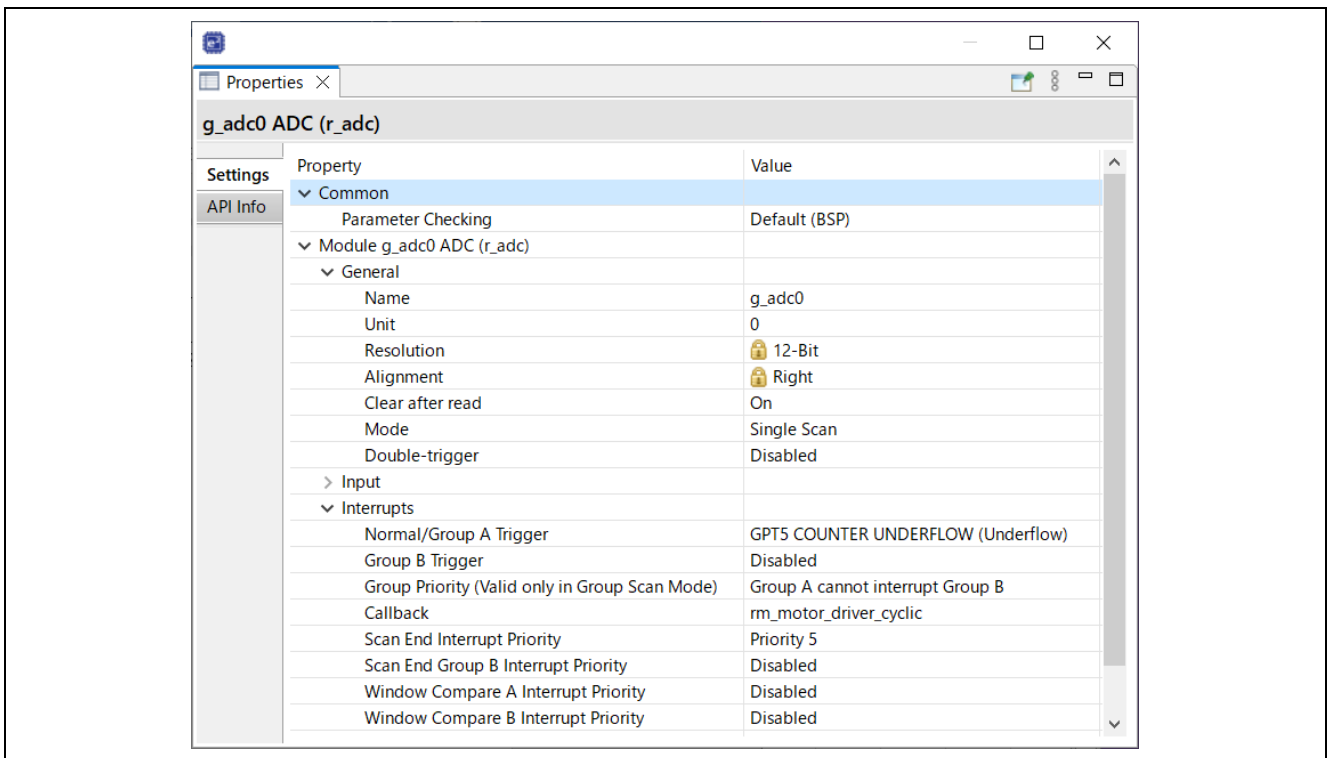 Properties
g_adc0 ADC (r_adc)
Settings
API Info
Property Value
Common
Parameter Checking Default (BSP)
Module g_adc0 ADC (r_adc)
General
Name g_adc0
Unit 0
Resolution 12-Bit
Alignment Right
Clear after read On
Mode Single Scan
Double-trigger Disabled
Input
Interrupts
Normal/Group A Trigger GPT5 COUNTER UNDERFLOW (Underflow)
Group B Trigger Disabled
Group Priority (Valid only in Group Scan Mode) Group A cannot interrupt Group B
Callback rm_motor_driver_cyclic
Scan End Interrupt Priority Priority 5
Scan End Group B Interrupt Priority Disabled
Window Compare A Interrupt Priority Disabled
Window Compare B Interrupt Priority Disabled